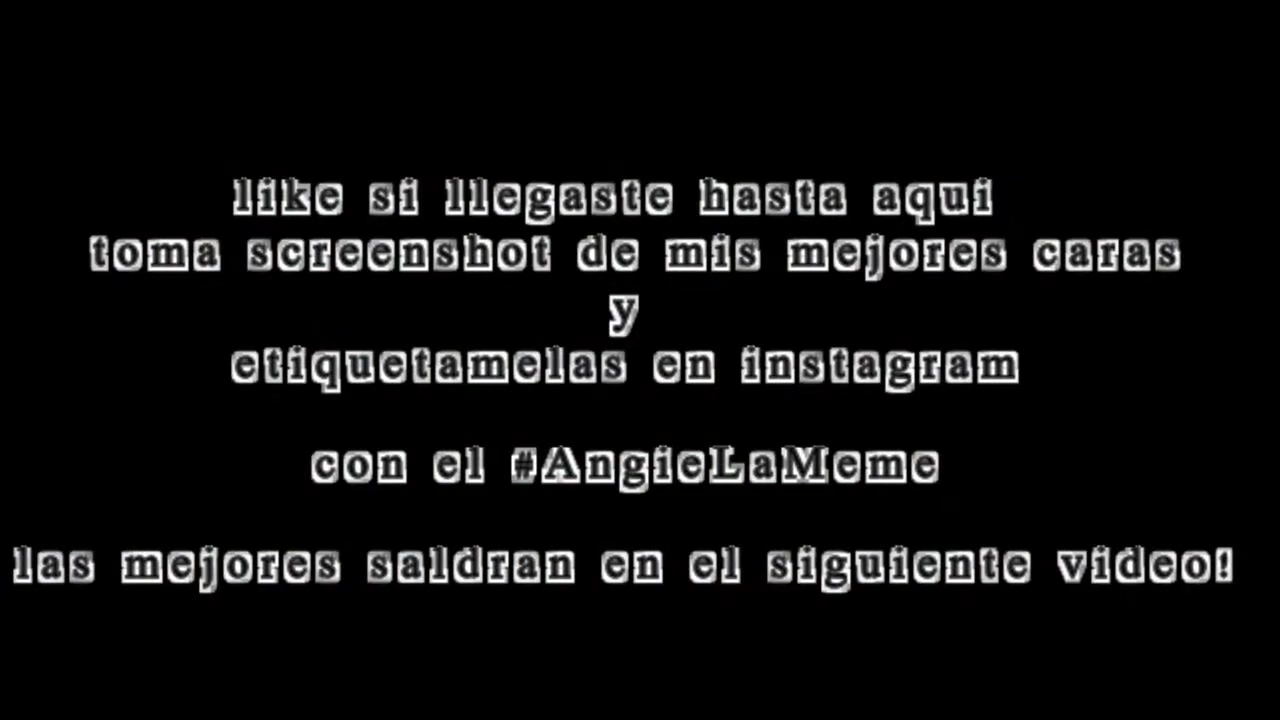 like si llegaste hasta aqui
toma screenshot de mis mejores caras
y
etiquetamelas en instagram
con el #AngieLaMeme
las mejores saldran en el siguiente video!